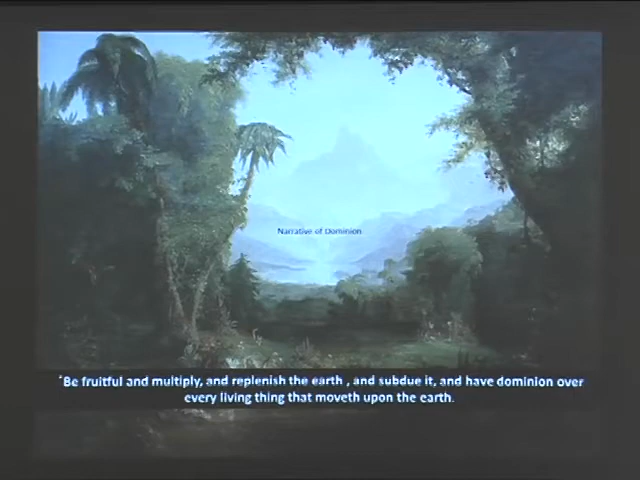 Narrative of Dominion
"Be fruitful and multiply, and replenish the earth , and subdue it, and have dominion over
every living thing that moveth upon the earth.